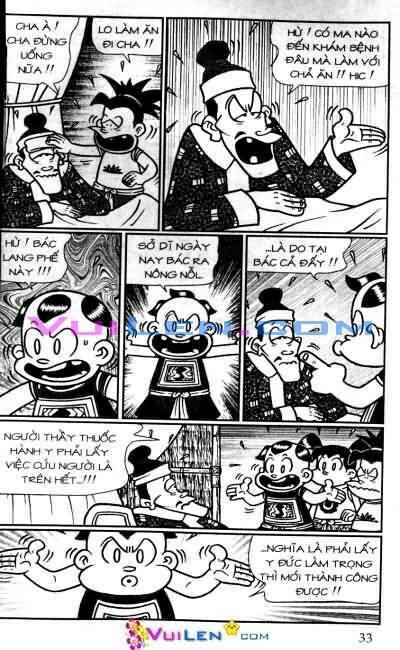 CHA À !
CHA ĐỪNG
UỐNG
NỮA !!
LO LÀM ĂN
ĐI CHA !!
HỪ ! CÓ MA NÀO
ĐẾN KHÁM BỆNH
ĐÂU MÀ LÀM VỚI
CHẢ ĂN !! HIC !
HỪ ! BÁC
LANG PHẾ
NÀY !!!
SỞ DĨ NGÀY
NAY BÁC RA
NÔNG NỖI..
..LÀ DO TẠI
BÁC CẢ ĐẤY !!
VUILEN.COM
NGƯỜI THẦY THUỐC
HÀNH Y PHẢI LẤY
VIỆC CỨU NGƯỜI LÀ
TRÊN HẾT...!!!
..NGHĨA LÀ PHẢI LẤY
Y ĐỨC LÀM TRỌNG
THÌ MỚI THÀNH CÔNG
ĐƯỢC !!
VUILEN.COM
33